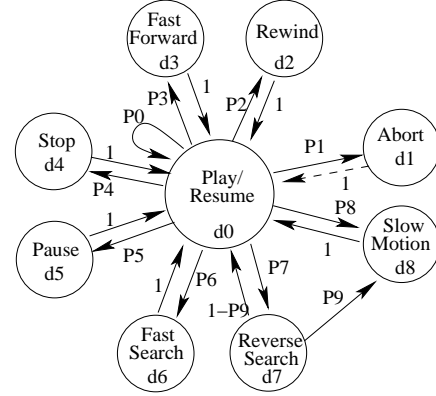 Fast
Forward
d3
Rewind
d2
1
1
P3
P2
P0
Stop
d4
1
P4
Abort
d1
P1
1
Play/
Resume
d0
P8
1
Slow
Motion
d8
Pause
d5
1
P5
P6
1
P7
1−P9
P9
Fast
Search
d6
Reverse
Search
d7